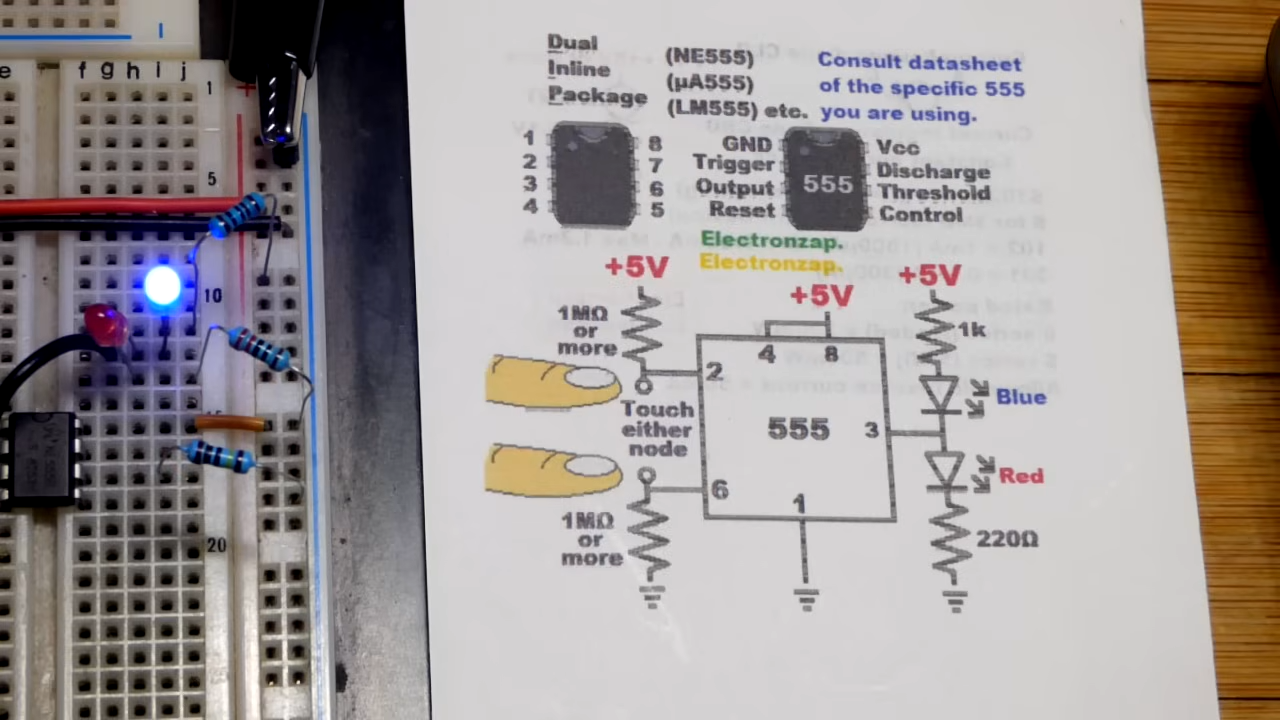 e f g h i j
1
5
10
15
20
Dual
Inline
Package
(NE555)
(µA555)
(LM555) etc.
Consult datasheet
of the specific 555
you are using.
1 8
2 7
3 6
4 5
GND Vcc
Trigger Discharge
Output 555 Threshold
Reset Control
Electronzap.
Electronzap.
+5V
+5V
+5V
1MΩ
or
more
1k
4 8
2
Touch
either
node
555
3
Blue
Red
6
1
1MΩ
or
more
220Ω